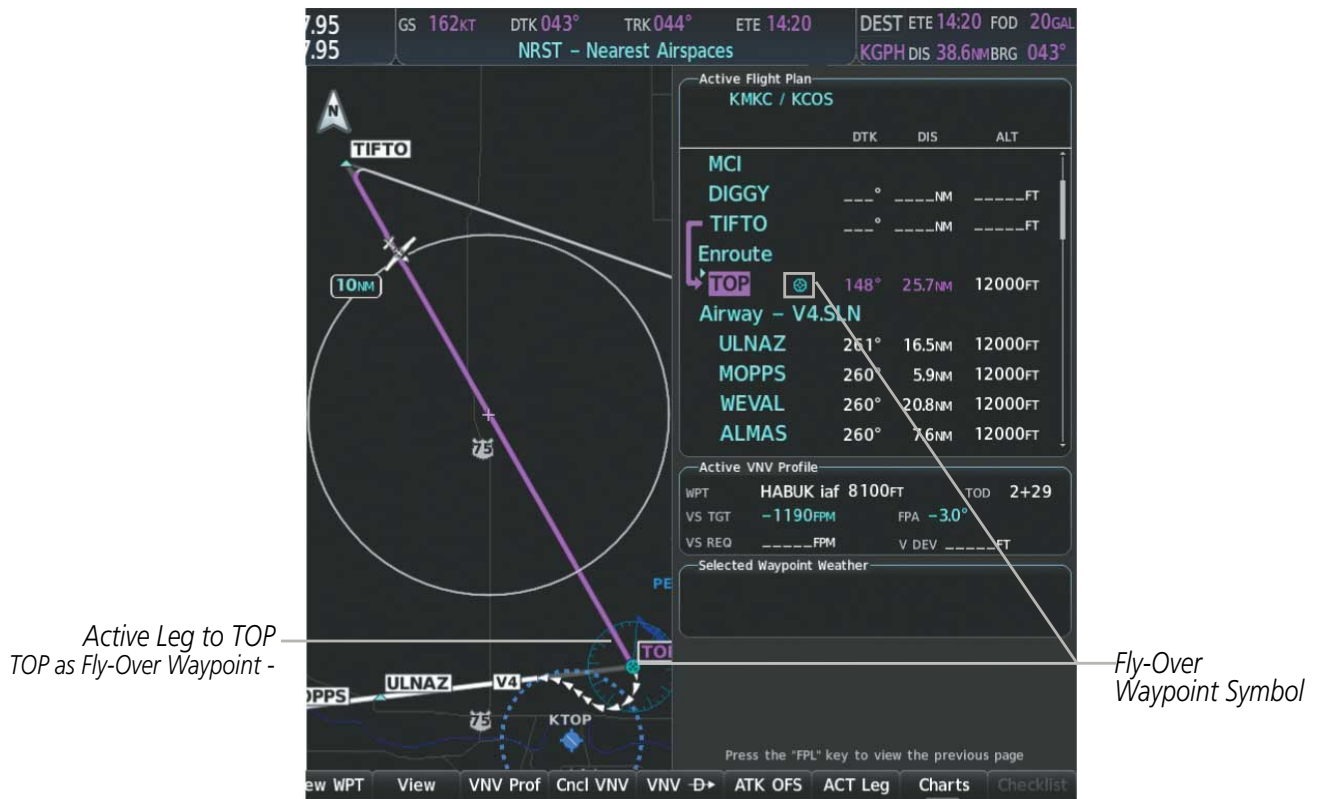 7.95 GS 162KT DTK 043° TRK 044° ETE 14:20 DEST ETE 14:20 FOD 20GAL
7.95 NRST – Nearest Airspaces KGPH DIS 38.6NM BRG 043°
N
TIFTO
10NM
75
PE
TOP
ULNAZ
V4
OPPS
75
KTOP
Active Flight Plan
KMKC / KCOS
DTK DIS ALT
MCI
DIGGY ___° ____NM _____FT
TIFTO ___° ____NM _____FT
Enroute
TOP 148° 25.7NM 12000FT
Airway – V4.SLN
ULNAZ 261° 16.5NM 12000FT
MOPPS 260° 5.9NM 12000FT
WEVAL 260° 20.8NM 12000FT
ALMAS 260° 7.6NM 12000FT
Active VNV Profile
WPT HABUK iaf 8100FT TOD 2+29
VS TGT -1190FPM FPA -3.0°
VS REQ _____FPM V DEV _____FT
Selected Waypoint Weather
Press the "FPL" key to view the previous page
ew WPT View VNV Prof Cncl VNV VNV D ATK OFS ACT Leg Charts Checklist
Active Leg to TOP
TOP as Fly-Over Waypoint -
Fly-Over
Waypoint Symbol